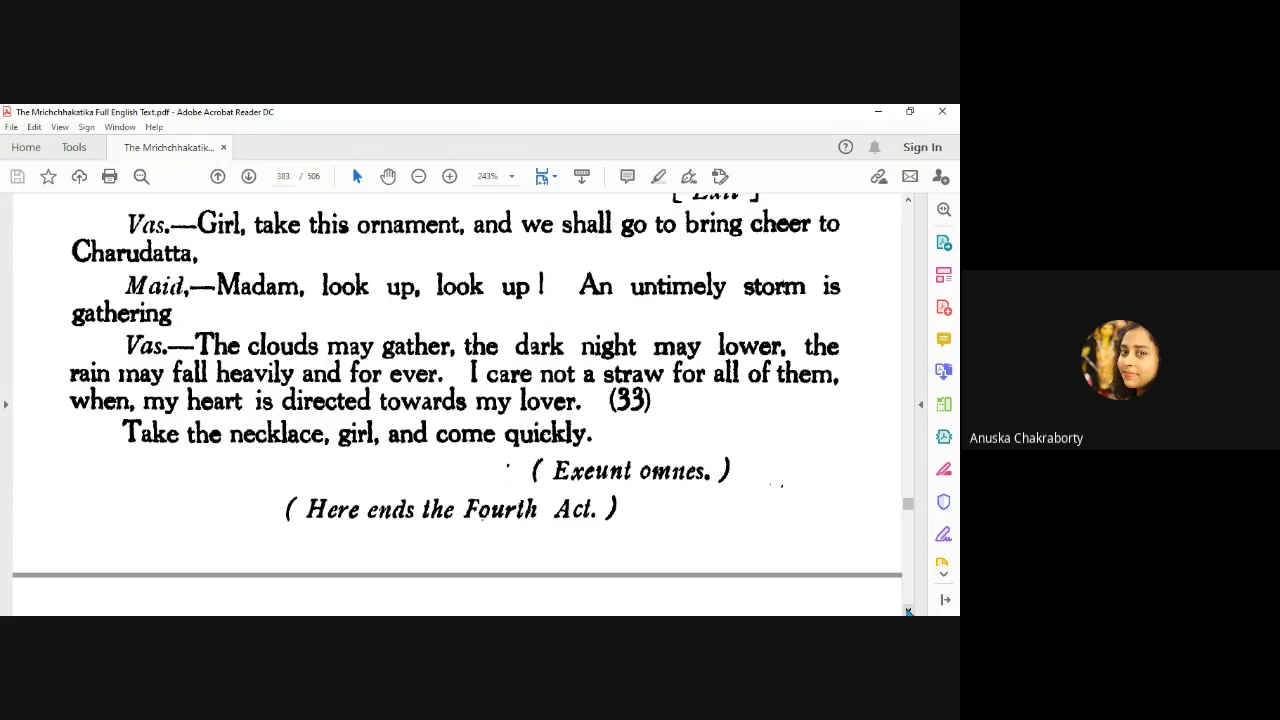 The Mrichchhakatika Full English Text.pdf - Adobe Acrobat Reader DC
File Edit View Sign Window Help
Home Tools The Mrichchhakatik... × Sign In
383 / 506 243%
[ Exit ]
Vas.—Girl, take this ornament, and we shall go to bring cheer to
Charudatta,
Maid,—Madam, look up, look up! An untimely storm is
gathering
Vas.—The clouds may gather, the dark night may lower, the
rain may fall heavily and for ever. I care not a straw for all of them,
when, my heart is directed towards my lover. (33)
Take the necklace, girl, and come quickly.
( Exeunt omnes. )
( Here ends the Fourth Act. )
Anuska Chakraborty